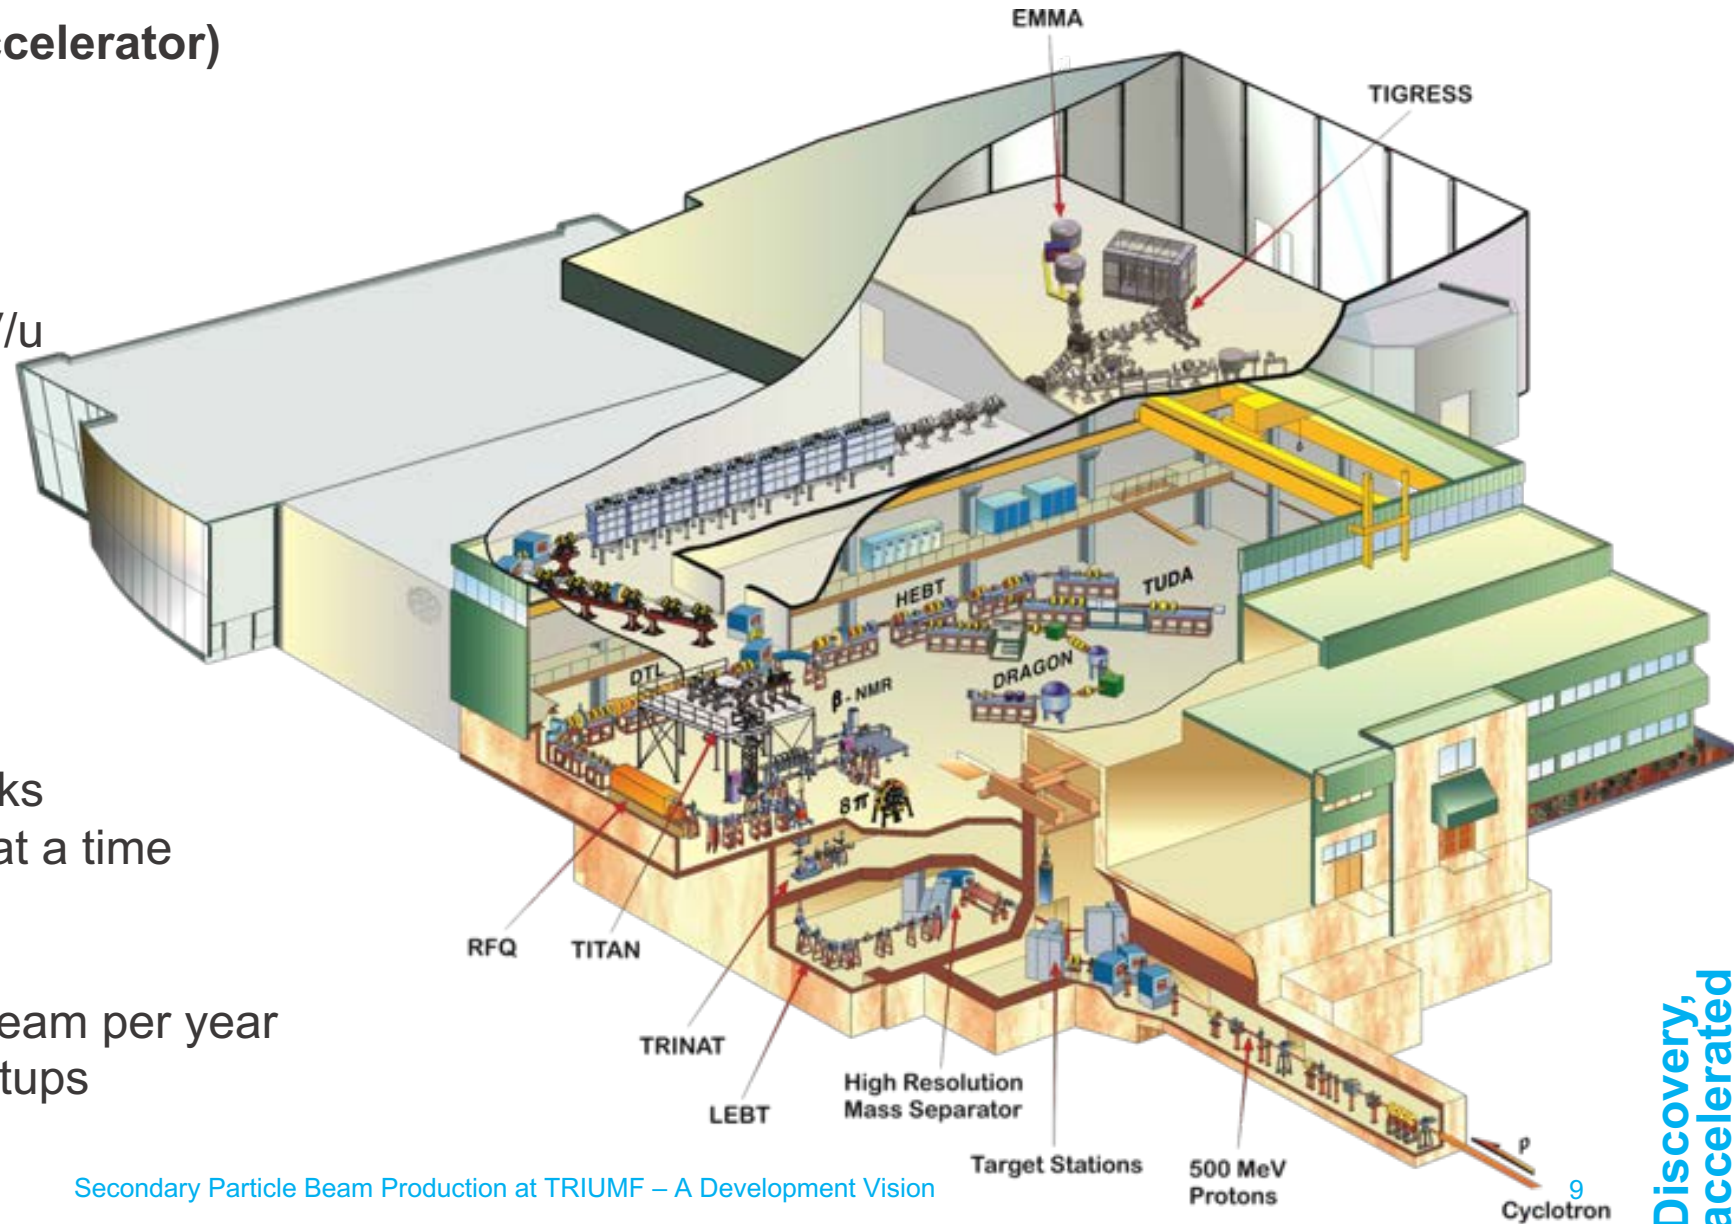 ccelerator)
//u
ks
at a time
eam per year
tups
EMMA
TIGRESS
HEBT
TUDA
DTL
β-NMR
DRAGON
8π
RFQ
TITAN
TRINAT
LEBT
High Resolution
Mass Separator
Target Stations
500 MeV
Protons
P
Cyclotron
Secondary Particle Beam Production at TRIUMF – A Development Vision
9
Discovery,
accelerated